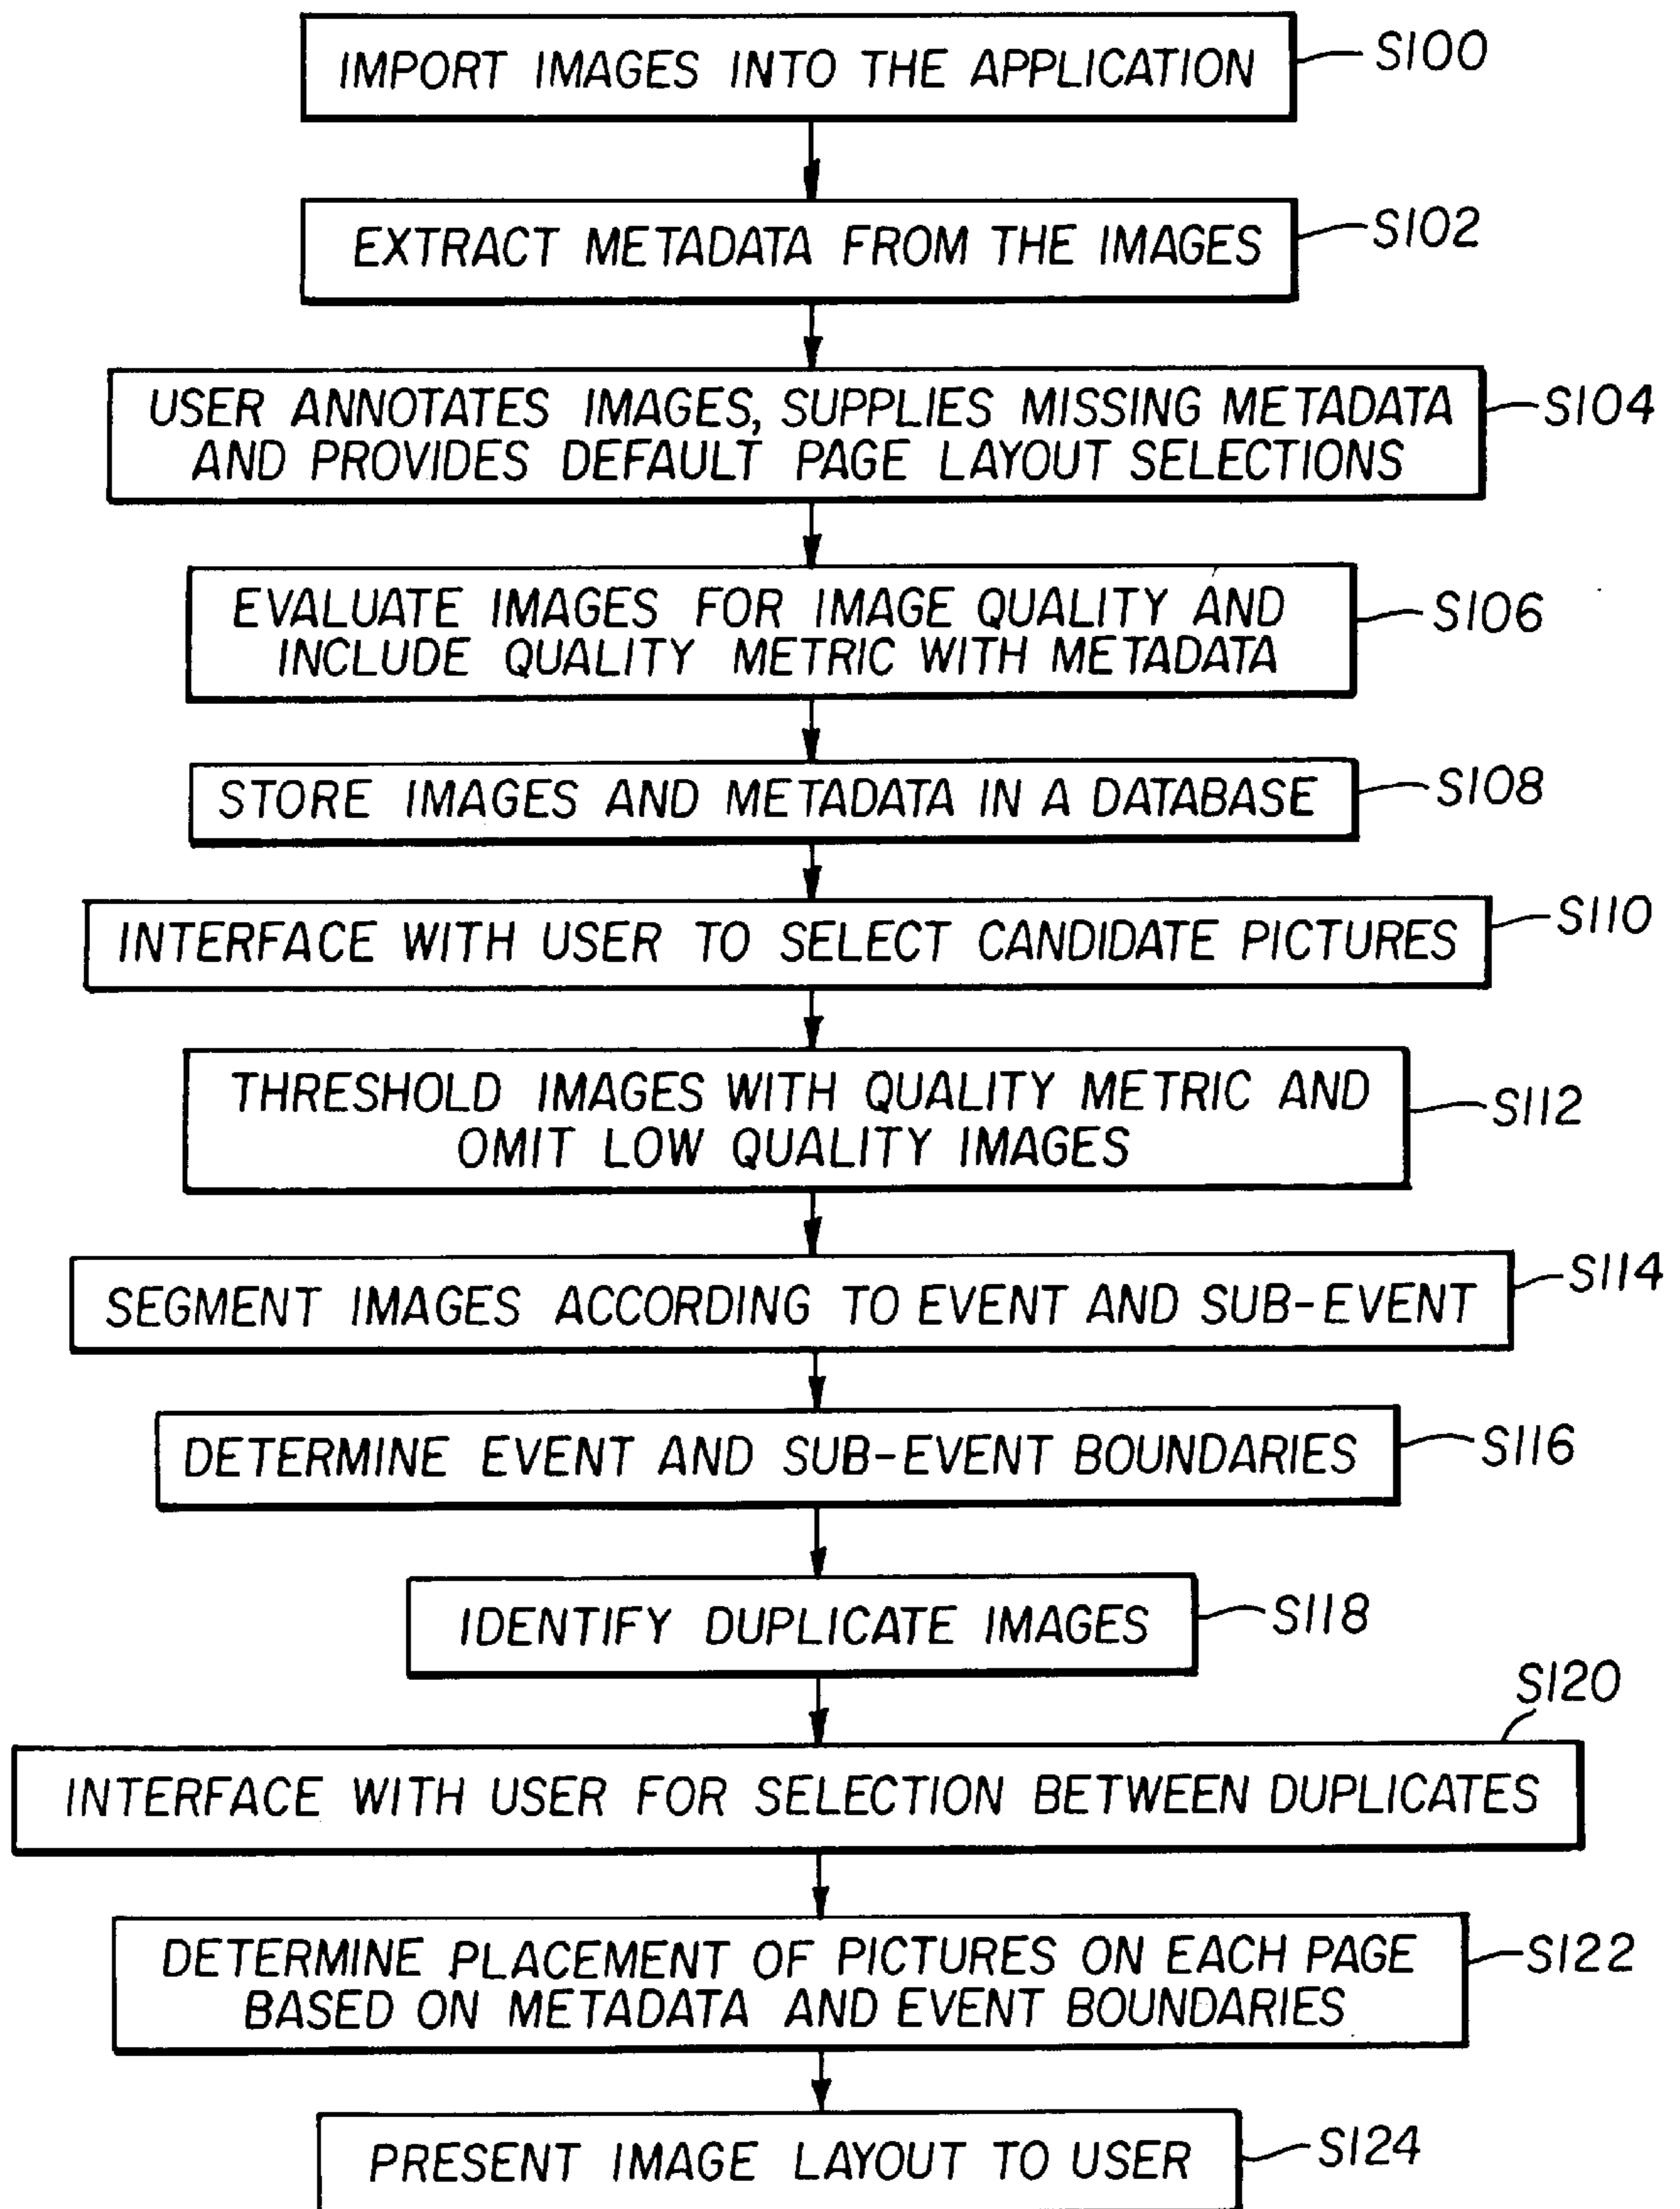 IMPORT IMAGES INTO THE APPLICATION
S100
EXTRACT METADATA FROM THE IMAGES
S102
USER ANNOTATES IMAGES, SUPPLIES MISSING METADATA
AND PROVIDES DEFAULT PAGE LAYOUT SELECTIONS
S104
EVALUATE IMAGES FOR IMAGE QUALITY AND
INCLUDE QUALITY METRIC WITH METADATA
S106
STORE IMAGES AND METADATA IN A DATABASE
S108
INTERFACE WITH USER TO SELECT CANDIDATE PICTURES
S110
THRESHOLD IMAGES WITH QUALITY METRIC AND
OMIT LOW QUALITY IMAGES
S112
SEGMENT IMAGES ACCORDING TO EVENT AND SUB-EVENT
S114
DETERMINE EVENT AND SUB-EVENT BOUNDARIES
S116
IDENTIFY DUPLICATE IMAGES
S118
S120
INTERFACE WITH USER FOR SELECTION BETWEEN DUPLICATES
DETERMINE PLACEMENT OF PICTURES ON EACH PAGE
BASED ON METADATA AND EVENT BOUNDARIES
S122
PRESENT IMAGE LAYOUT TO USER
S124